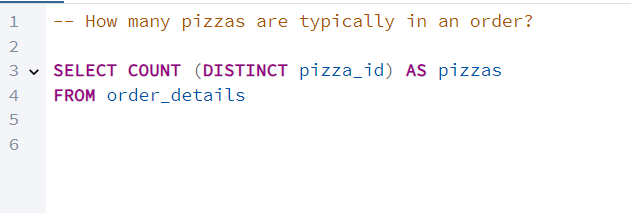 1 -- How many pizzas are typically in an order?
2
3 SELECT COUNT (DISTINCT pizza_id) AS pizzas
4 FROM order_details
5
6